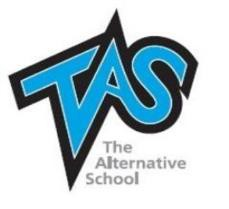 TAS
The
Alternative
School